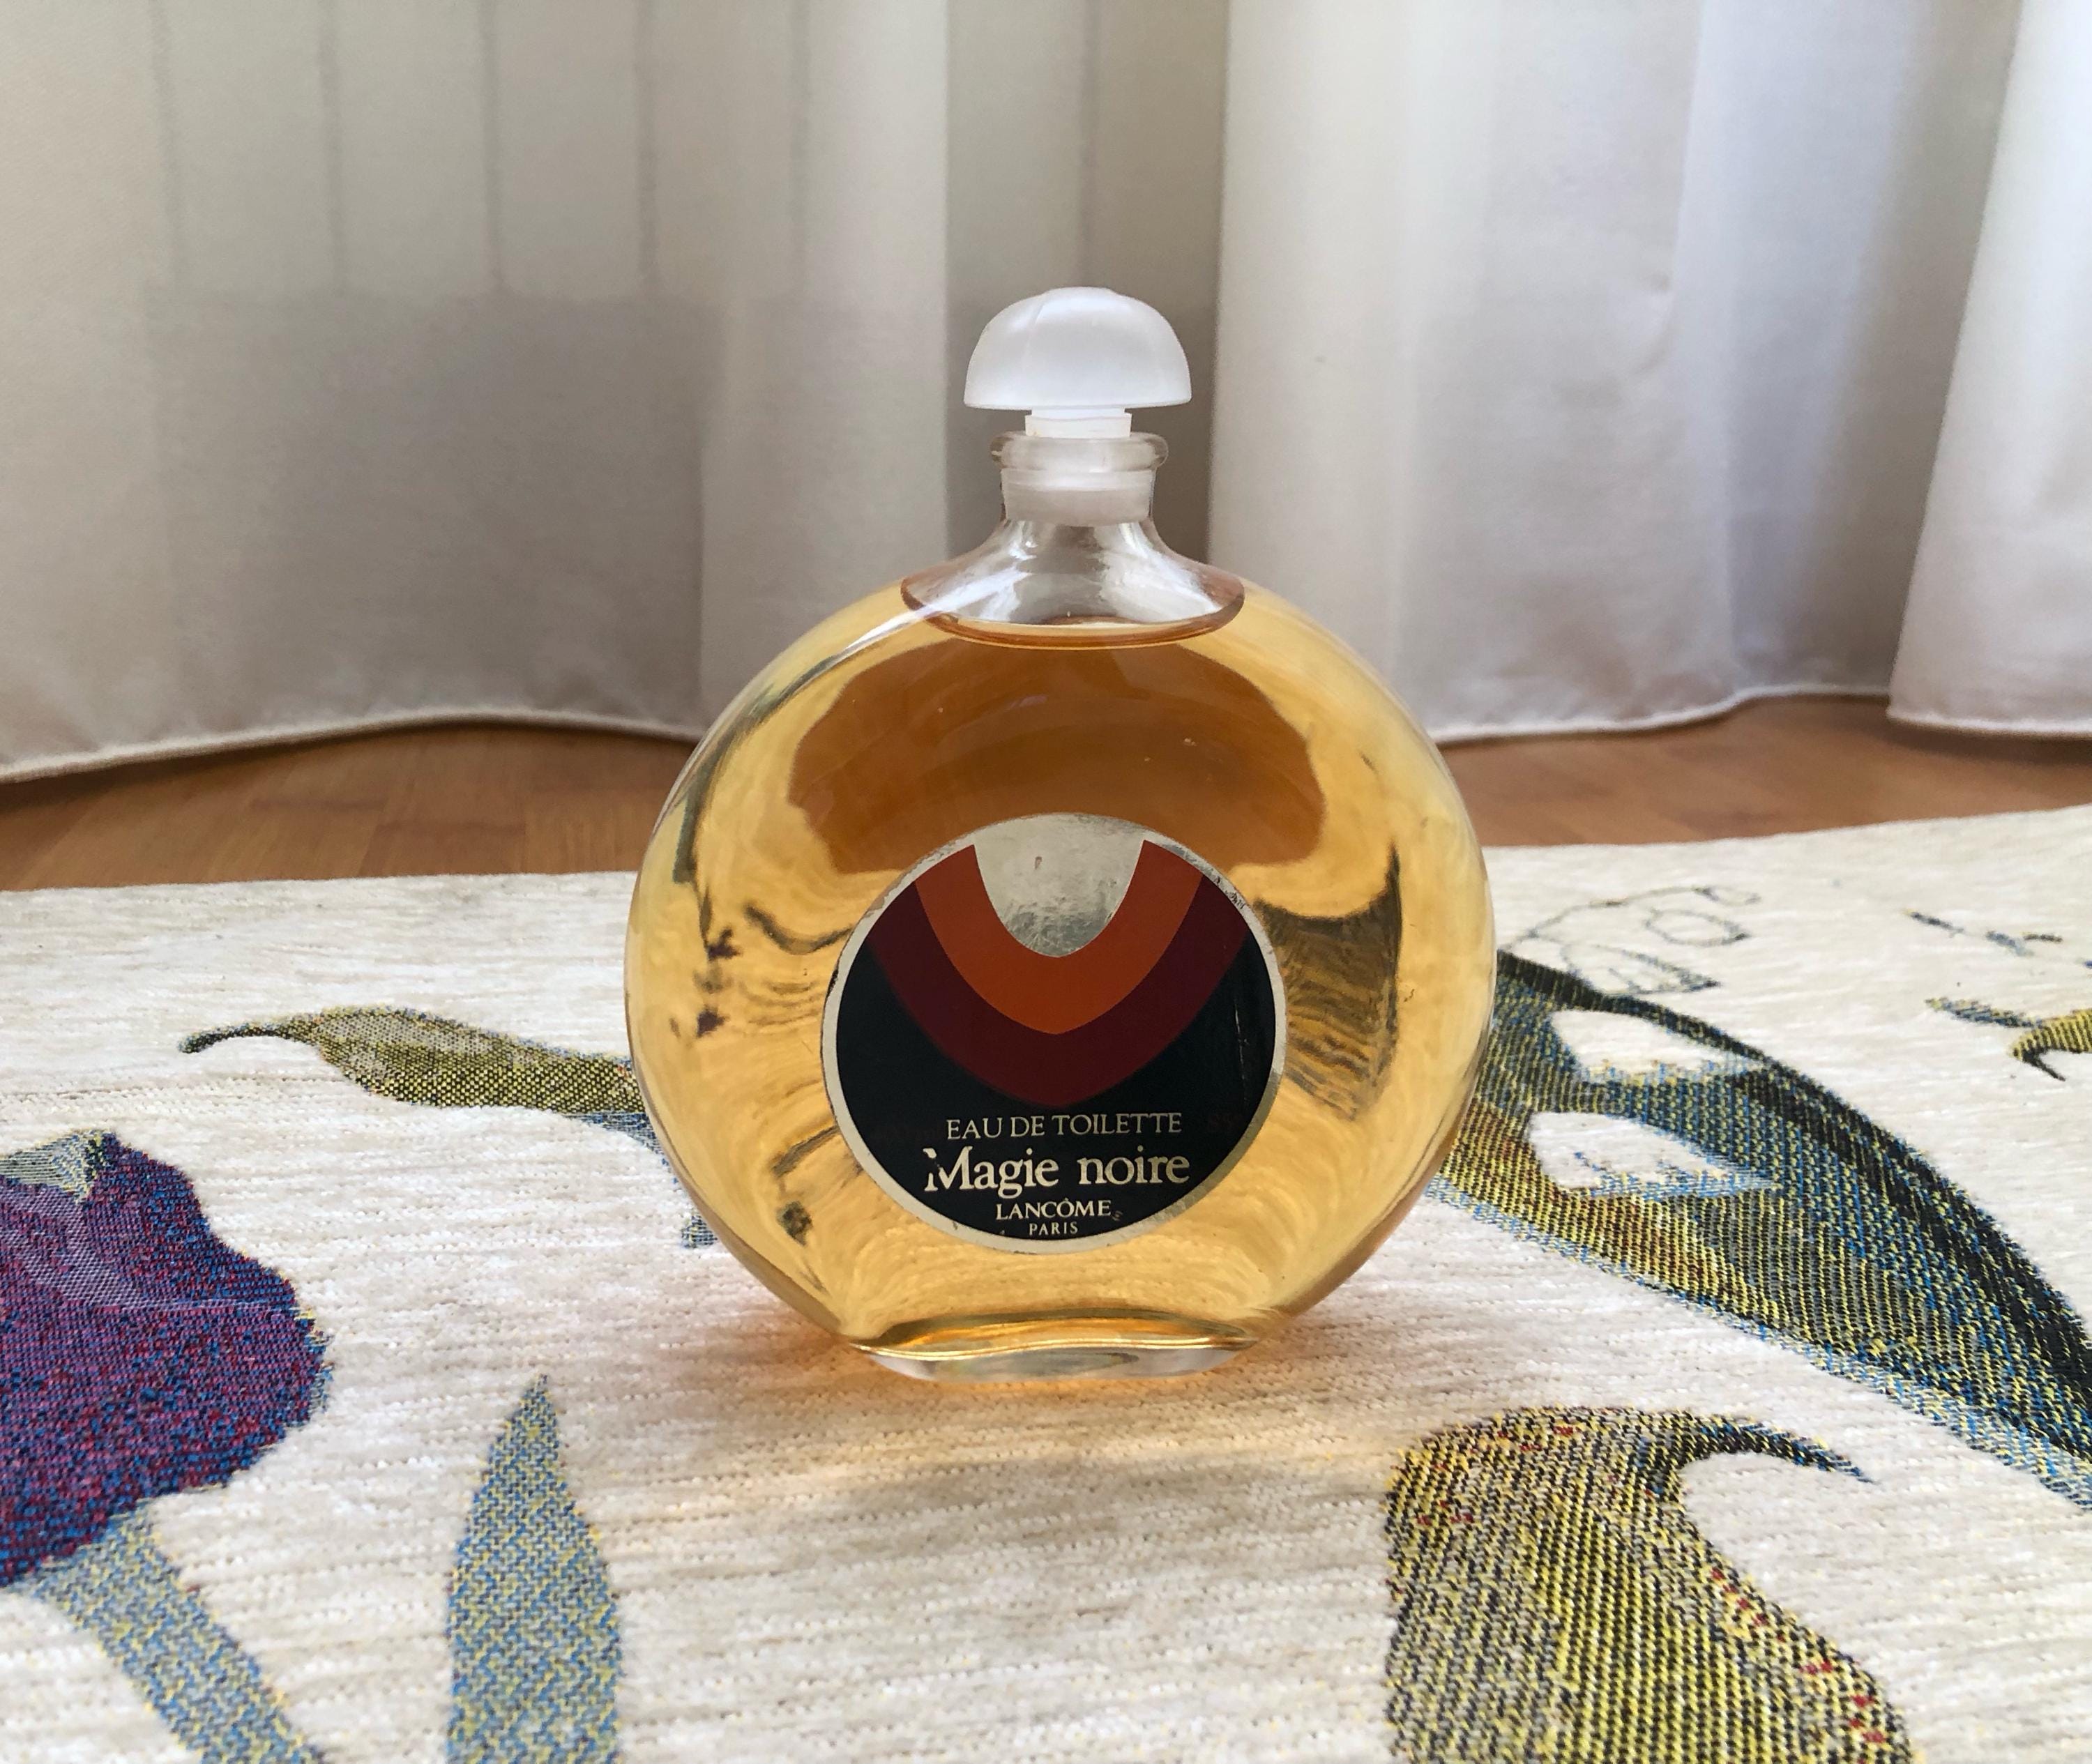 EAU DE TOILETTE
Magie noire
LANCÔME
PARIS